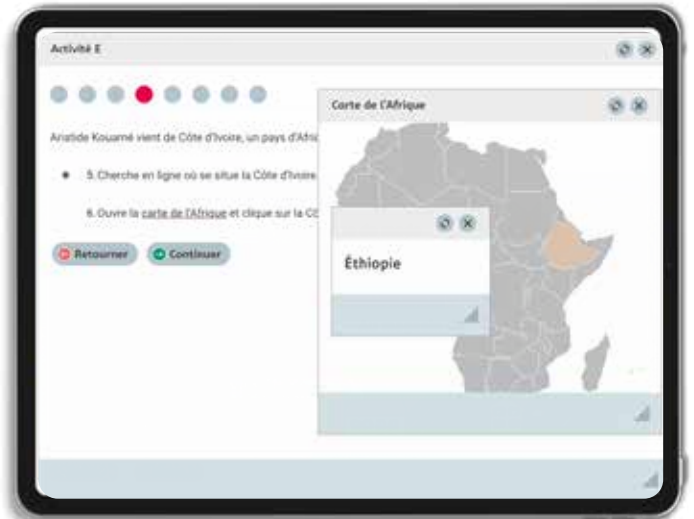 Activité E
Carte de l'Afrique
Aristide Kouamé vient de Côte d'Ivoire, un pays
5. Cherche en ligne où se situe la Côte d'Ivoire
6. Ouvre la carte de l'Afrique et clique sur la
Retourner
Continuer
Éthiopie